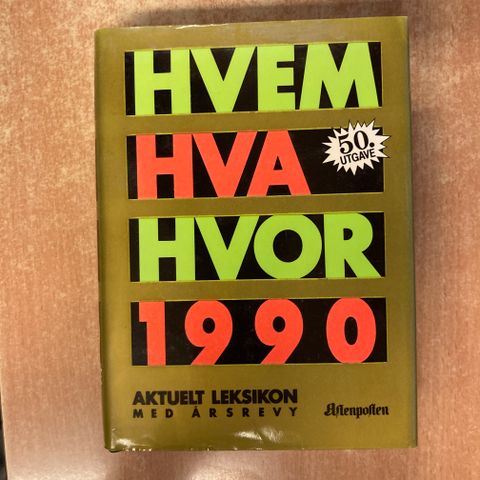 HVEM
HVA
50.
UTGAVE
HVOR
1990
AKTUELT LEKSIKON
MED ÅRSREVY
Aftenposten